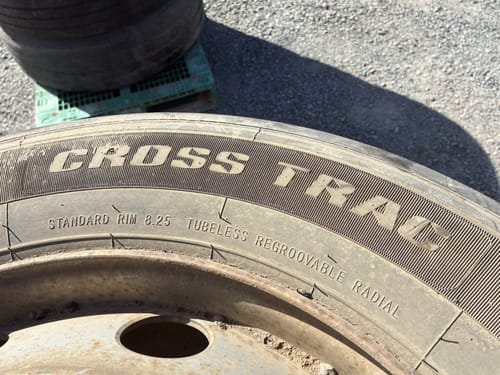 CROSS TRAC
STANDARD RIM 8.25 TUBELESS REGROOVABLE RADIAL